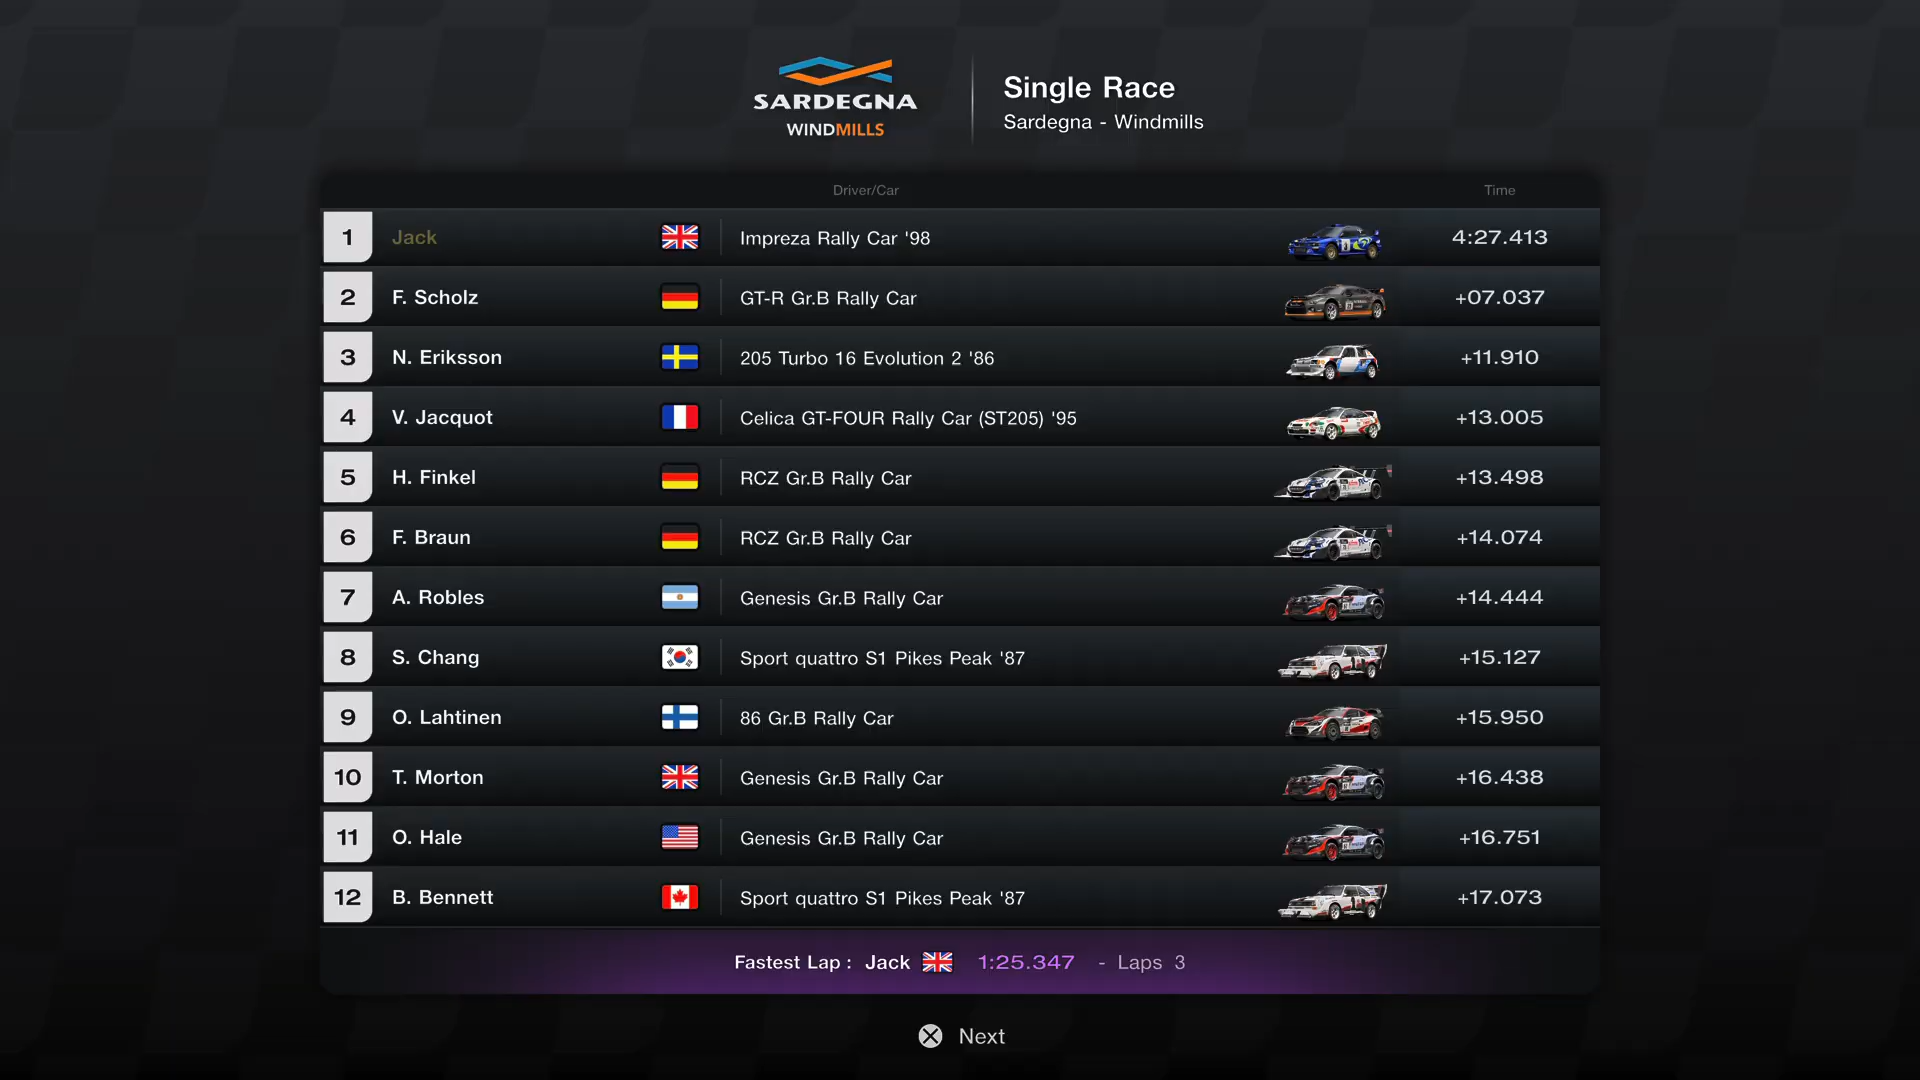 SARDEGNA
WINDMILLS
Single Race
Sardegna - Windmills
Driver/Car Time
1 Jack Impreza Rally Car '98 4:27.413
2 F. Scholz GT-R Gr.B Rally Car +07.037
3 N. Eriksson 205 Turbo 16 Evolution 2 '86 +11.910
4 V. Jacquot Celica GT-FOUR Rally Car (ST205) '95 +13.005
5 H. Finkel RCZ Gr.B Rally Car +13.498
6 F. Braun RCZ Gr.B Rally Car +14.074
7 A. Robles Genesis Gr.B Rally Car +14.444
8 S. Chang Sport quattro S1 Pikes Peak '87 +15.127
9 O. Lahtinen 86 Gr.B Rally Car +15.950
10 T. Morton Genesis Gr.B Rally Car +16.438
11 O. Hale Genesis Gr.B Rally Car +16.751
12 B. Bennett Sport quattro S1 Pikes Peak '87 +17.073
Fastest Lap : Jack 1:25.347 - Laps 3
Next